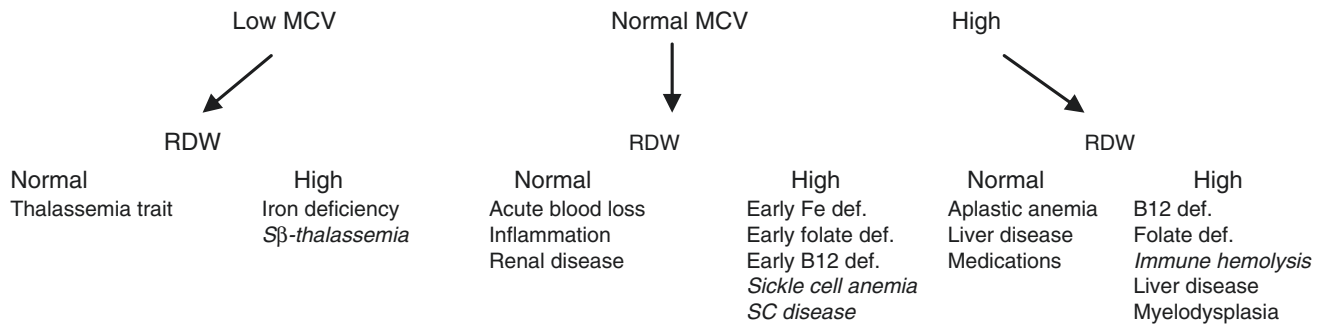 Low MCV
Normal MCV
High
RDW
RDW
RDW
Normal
High
Normal
High
Normal
High
Thalassemia trait
Iron deficiency
Sβ-thalassemia
Acute blood loss
Inflammation
Renal disease
Early Fe def.
Early folate def.
Early B12 def.
Sickle cell anemia
SC disease
Aplastic anemia
Liver disease
Medications
B12 def.
Folate def.
Immune hemolysis
Liver disease
Myelodysplasia